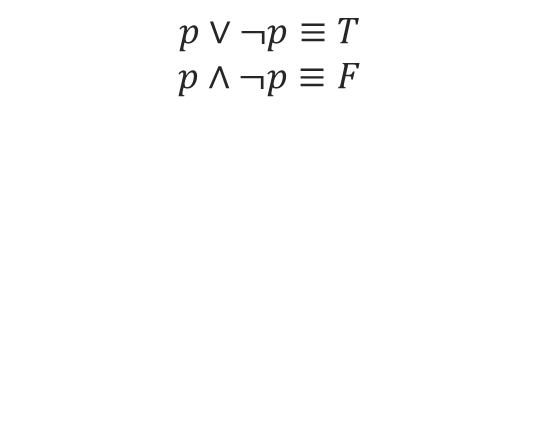 p ∨ ¬p ≡ T
p ∧ ¬p ≡ F